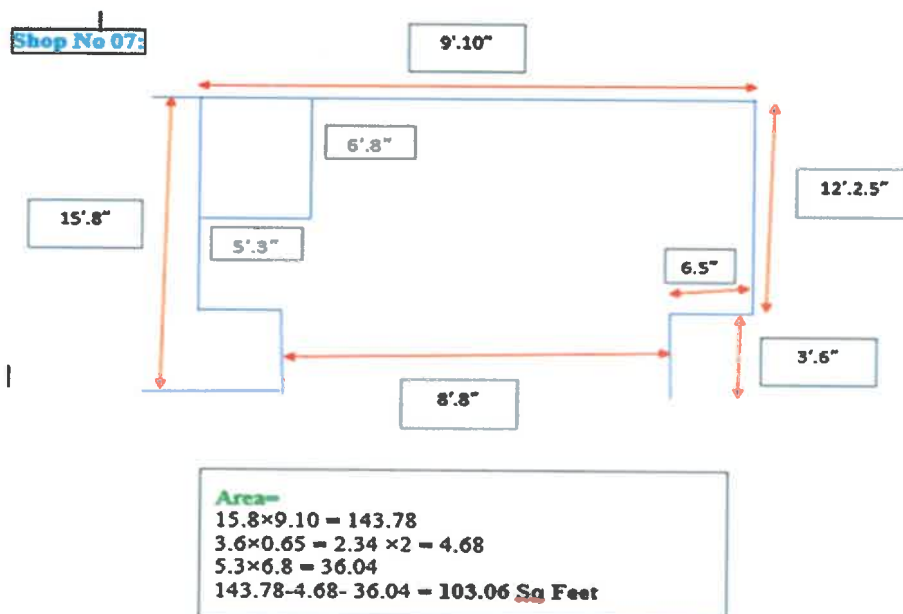 Shop No 07:
9'.10"
6'.8"
15'.8"
12'.2.5"
5'.3"
6.5"
3'.6"
8'.8"
Area=
15.8×9.10 = 143.78
3.6×0.65 = 2.34 ×2 = 4.68
5.3×6.8 = 36.04
143.78-4.68- 36.04 = 103.06 Sq Feet